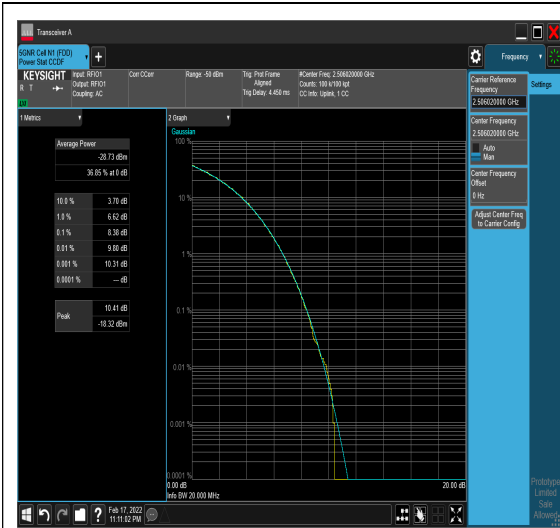 Transceiver A
5GNR Cell N1 (FDD)
Power Stat CCDF
Frequency
KEYSIGHT
R T
Input: RFIO1
Output: RFIO1
Coupling: AC
Corr CCorr
Range: -50 dBm
Trig: Prot Frame
Aligned
Trig Delay: 4.450 ms
#Center Freq: 2.506020000 GHz
Counts: 100 k/100 kpt
CC Info: Uplink, 1 CC
1 Metrics
Average Power
-28.73 dBm
36.85 % at 0 dB
10.0 % 3.70 dB
1.0 % 6.62 dB
0.1 % 8.38 dB
0.01 % 9.80 dB
0.001 % 10.31 dB
0.0001 % --- dB
Peak
10.41 dB
-18.32 dBm
2 Graph
Gaussian
100 %
10 %
1 %
0.1 %
0.01 %
0.001 %
0.0001 %
0.00 dB
20.00 dB
Info BW 20.000 MHz
Carrier Reference
Frequency
2.506020000 GHz
Center Frequency
2.506020000 GHz
Auto
Man
Center Frequency
Offset
0 Hz
Adjust Center Freq
to Carrier Config
Settings
Prototype
Limited
Sale
Allowed
Feb 17, 2022
11:11:02 PM